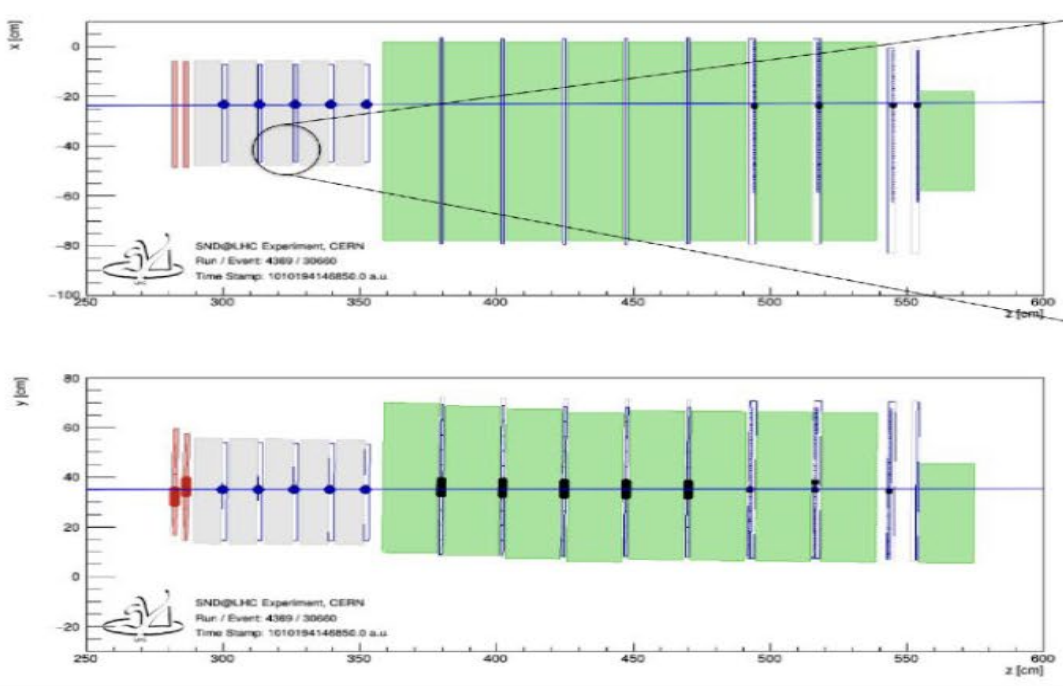 x [cm]
0
−20
−40
−60
−80
−100
SND@LHC Experiment, CERN
Run / Event: 4369 / 30660
Time Stamp: 1010194146850.0 a.u.
250 300 350 400 450 500 550 600
z [cm]
y [cm]
80
60
40
20
0
−20
SND@LHC Experiment, CERN
Run / Event: 4369 / 30660
Time Stamp: 1010194146850.0 a.u.
250 300 350 400 450 500 550 600
z [cm]